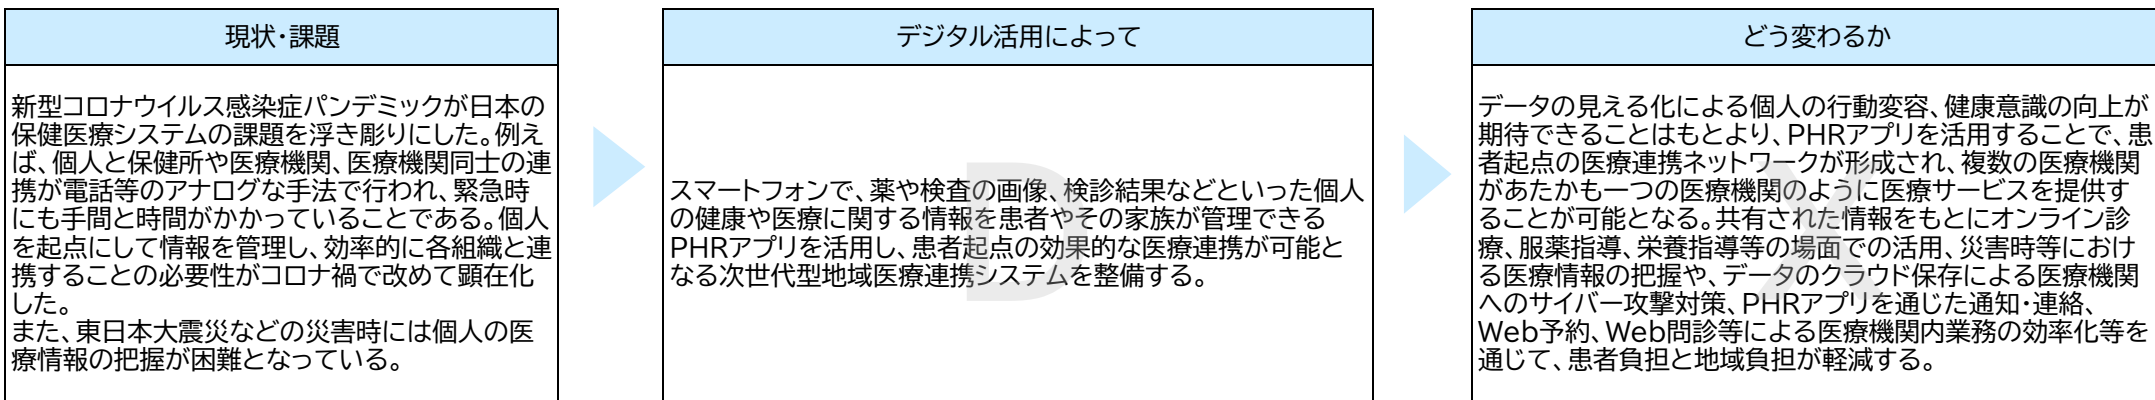 現状・課題
新型コロナウイルス感染症パンデミックが日本の
保健医療システムの課題を浮き彫りにした。例え
ば、個人と保健所や医療機関、医療機関同士の連
携が電話等のアナログな手法で行われ、緊急時
にも手間と時間がかかっていることである。個人
を起点にして情報を管理し、効率的に各組織と連
携することの必要性がコロナ禍で改めて顕在化
した。
また、東日本大震災などの災害時には個人の医
療情報の把握が困難となっている。
デジタル活用によって
スマートフォンで、薬や検査の画像、検診結果などといった個人
の健康や医療に関する情報を患者やその家族が管理できる
PHRアプリを活用し、患者起点の効果的な医療連携が可能と
なる次世代型地域医療連携システムを整備する。
D
どう変わるか
データの見える化による個人の行動変容、健康意識の向上が
期待できることはもとより、PHRアプリを活用することで、患
者起点の医療連携ネットワークが形成され、複数の医療機関
があたかも一つの医療機関のように医療サービスを提供す
ることが可能となる。共有された情報をもとにオンライン診
療、服薬指導、栄養指導等の場面での活用、災害時等におけ
る医療情報の把握や、データのクラウド保存による医療機関
へのサイバー攻撃対策、PHRアプリを通じた通知・連絡、
Web予約、Web問診等による医療機関内業務の効率化等を
通じて、患者負担と地域負担が軽減する。
X